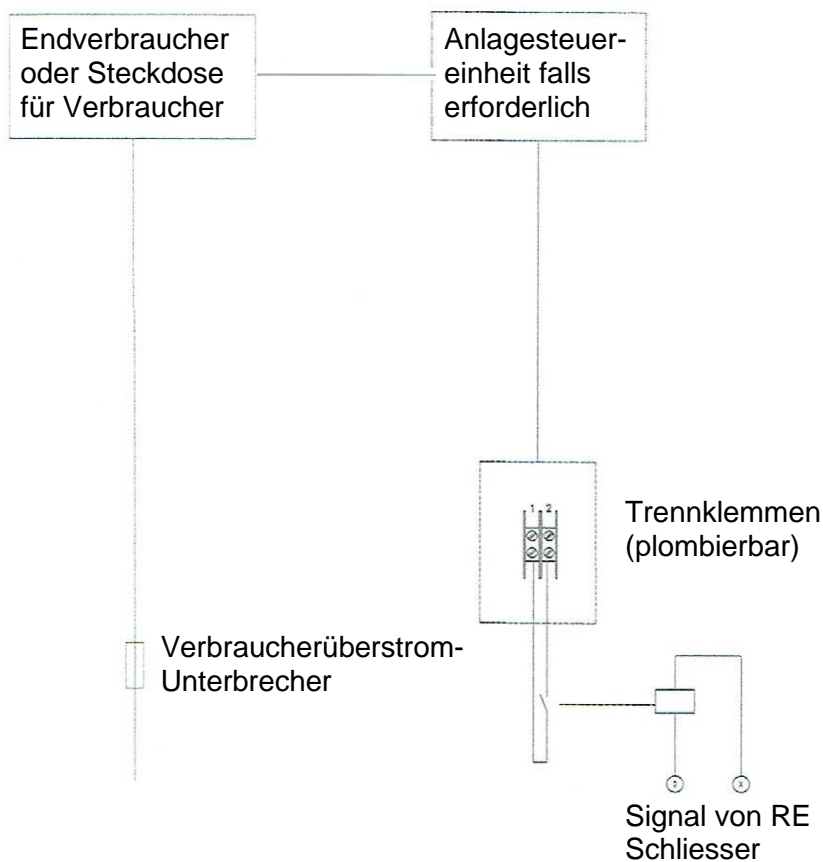 Endverbraucher
oder Steckdose
für Verbraucher
Anlagesteuer-
einheit falls
erforderlich
1 2
Trennklemmen
(plombierbar)
Verbraucherüberstrom-
Unterbrecher
Signal von RE
Schliesser